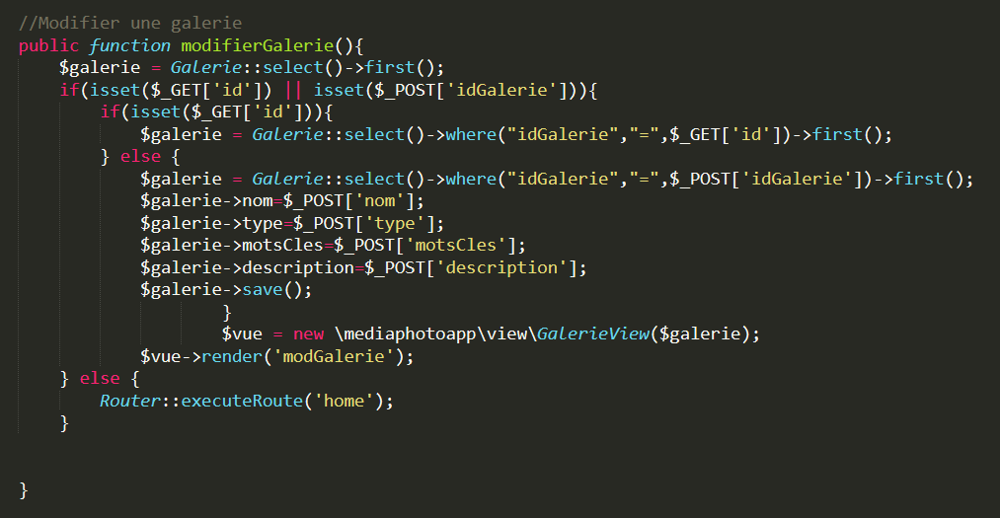 //Modifier une galerie
public function modifierGalerie(){
$galerie = Galerie::select()->first();
if(isset($_GET['id']) || isset($_POST['idGalerie'])){
if(isset($_GET['id'])){
$galerie = Galerie::select()->where("idGalerie","=",$_GET['id'])->first();
} else {
$galerie = Galerie::select()->where("idGalerie","=",$_POST['idGalerie'])->first();
$galerie->nom=$_POST['nom'];
$galerie->type=$_POST['type'];
$galerie->motsCles=$_POST['motsCles'];
$galerie->description=$_POST['description'];
$galerie->save();
}
$vue = new \mediaphotoapp\view\GalerieView($galerie);
$vue->render('modGalerie');
} else {
Router::executeRoute('home');
}
}